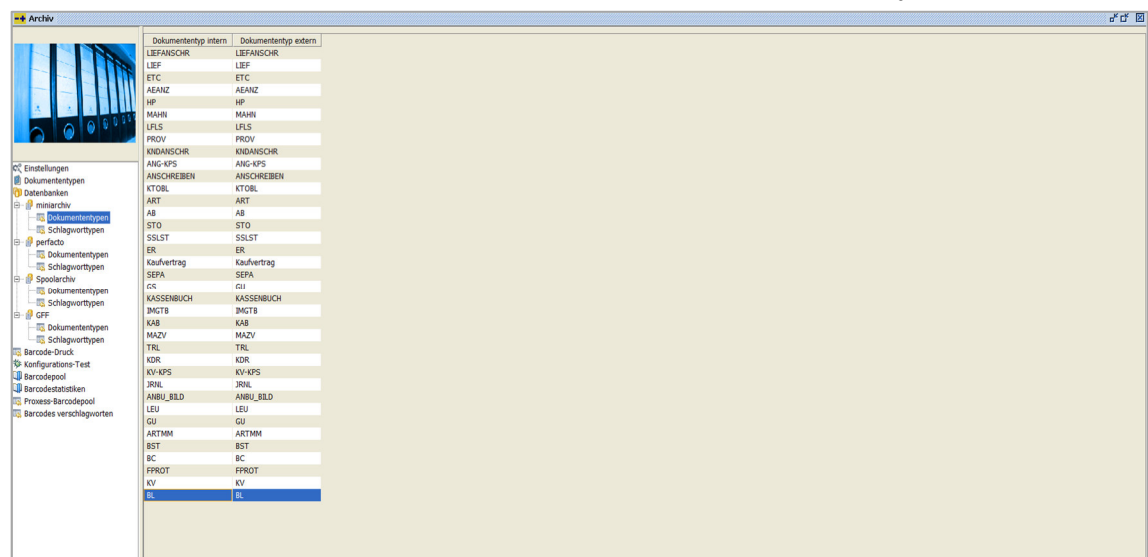 Archiv
Einstellungen
Dokumententypen
Datenbanken
miniarchiv
Dokumententypen
Schlagworttypen
perfacto
Dokumententypen
Schlagworttypen
Spoolarchiv
Dokumententypen
Schlagworttypen
GFF
Dokumententypen
Schlagworttypen
Barcode-Druck
Konfigurations-Test
Barcodepool
Barcodestatistiken
Proxess-Barcodepool
Barcodes verschlagworten
Dokumententyp intern Dokumententyp extern
LIEFANSCHR LIEFANSCHR
LIEF LIEF
ETC ETC
AEANZ AEANZ
HP HP
MAHN MAHN
LFLS LFLS
PROV PROV
KNDANSCHR KNDANSCHR
ANG-KPS ANG-KPS
ANSCHREIBEN ANSCHREIBEN
KTOBL KTOBL
ART ART
AB AB
STO STO
SSLST SSLST
ER ER
Kaufvertrag Kaufvertrag
SEPA SEPA
GS GU
KASSENBUCH KASSENBUCH
IMGTB IMGTB
KAB KAB
MAZV MAZV
TRL TRL
KDR KDR
KV-KPS KV-KPS
JRNL JRNL
ANBU_BILD ANBU_BILD
LEU LEU
GU GU
ARTMM ARTMM
BST BST
BC BC
FPROT FPROT
KV KV
BL BL